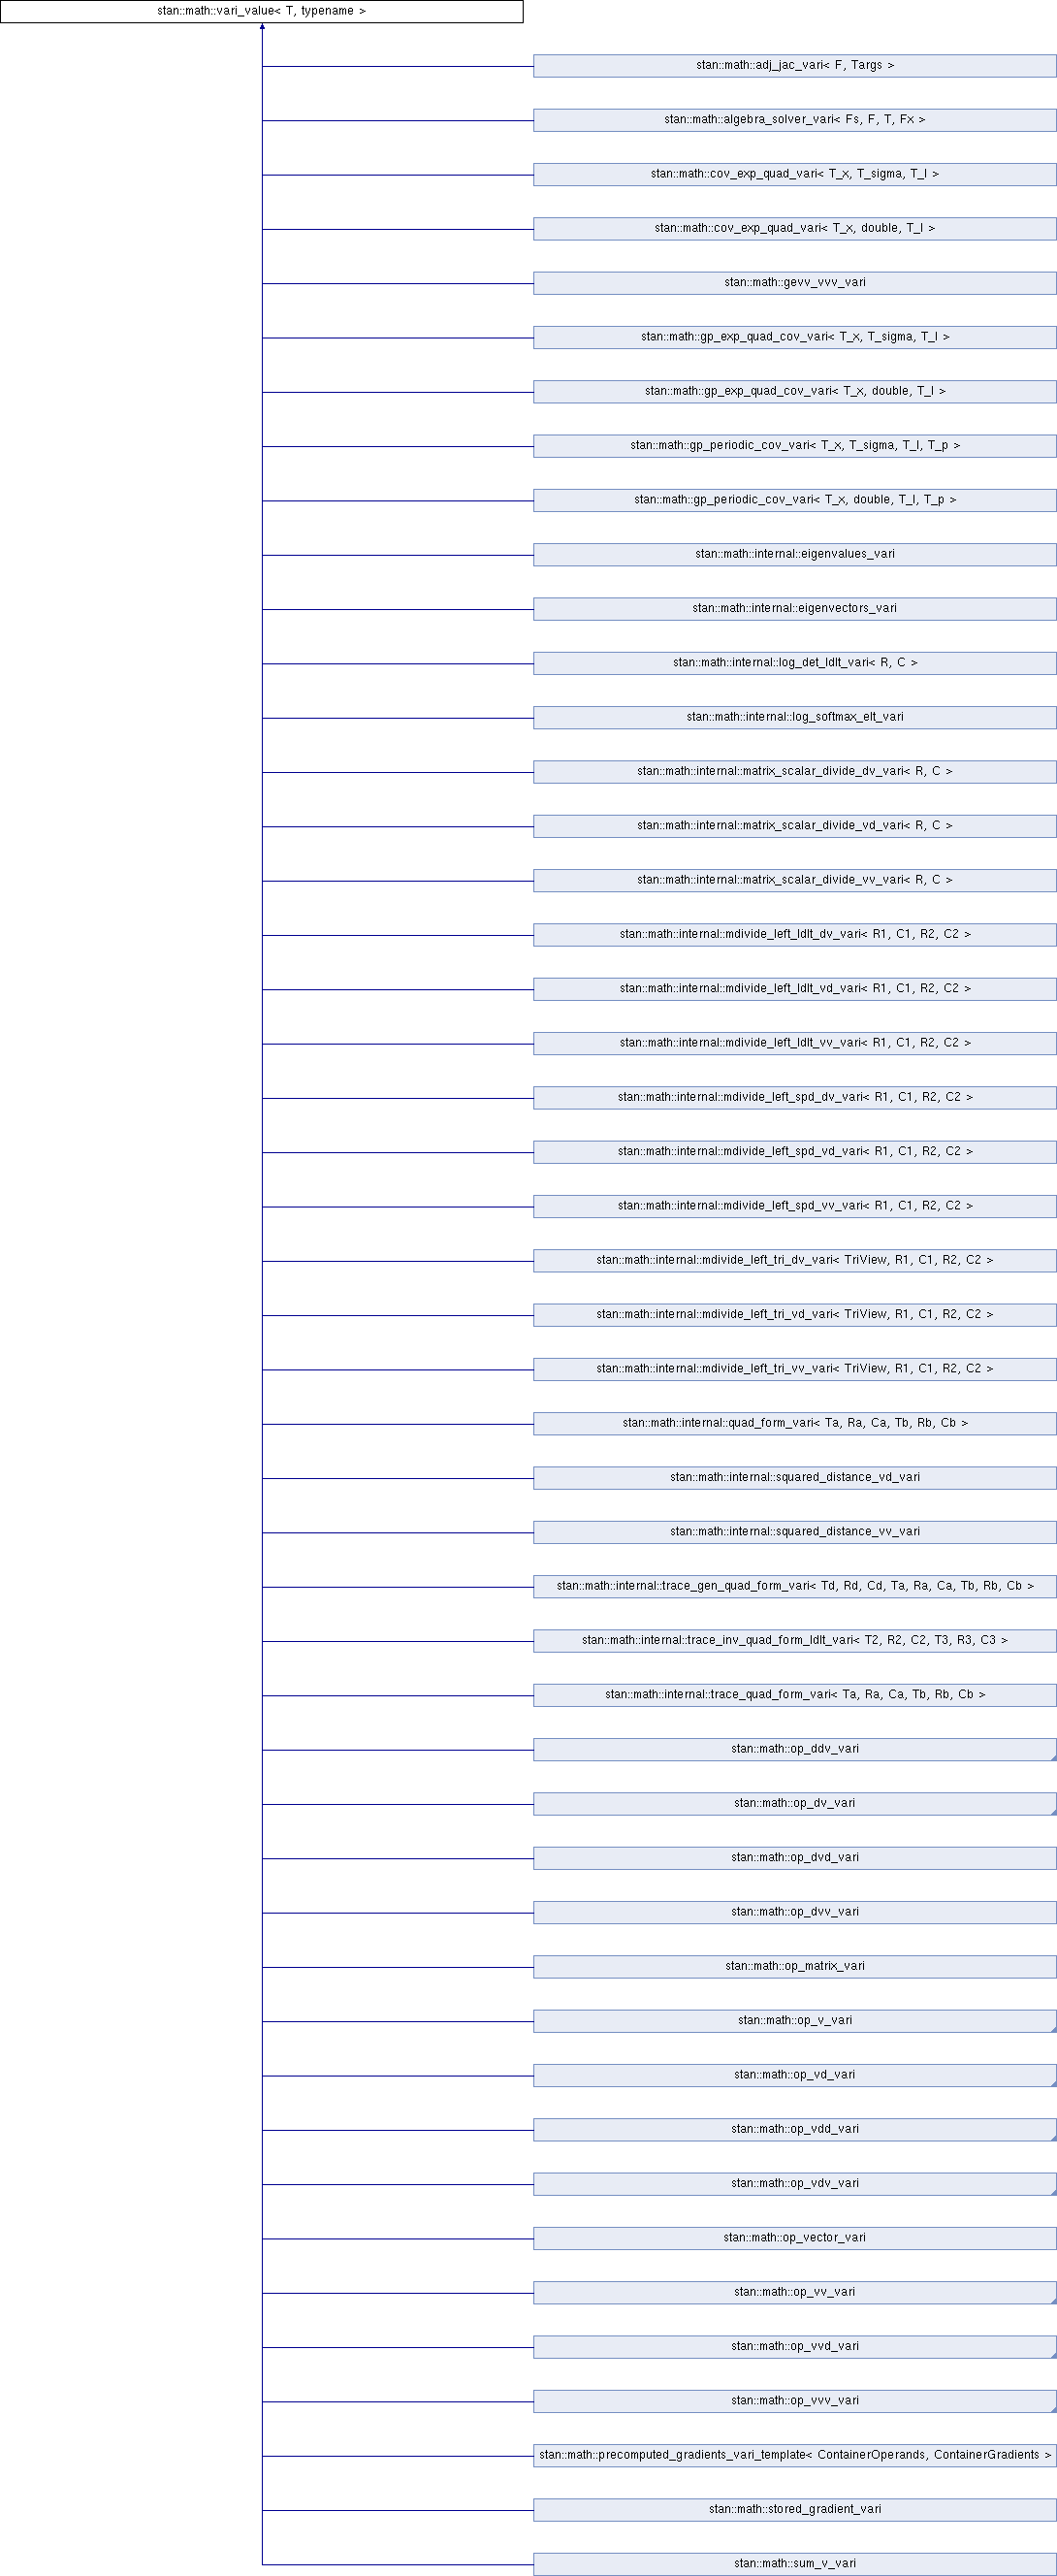 stan::math::vari_value< T, typename >
stan::math::adj_jac_vari< F, Targs >
stan::math::algebra_solver_vari< Fs, F, T, Fx >
stan::math::cov_exp_quad_vari< T_x, T_sigma, T_l >
stan::math::cov_exp_quad_vari< T_x, double, T_l >
stan::math::gevv_vvv_vari
stan::math::gp_exp_quad_cov_vari< T_x, T_sigma, T_l >
stan::math::gp_exp_quad_cov_vari< T_x, double, T_l >
stan::math::gp_periodic_cov_vari< T_x, T_sigma, T_l, T_p >
stan::math::gp_periodic_cov_vari< T_x, double, T_l, T_p >
stan::math::internal::eigenvalues_vari
stan::math::internal::eigenvectors_vari
stan::math::internal::log_det_ldlt_vari< R, C >
stan::math::internal::log_softmax_elt_vari
stan::math::internal::matrix_scalar_divide_dv_vari< R, C >
stan::math::internal::matrix_scalar_divide_vd_vari< R, C >
stan::math::internal::matrix_scalar_divide_vv_vari< R, C >
stan::math::internal::mdivide_left_ldlt_dv_vari< R1, C1, R2, C2 >
stan::math::internal::mdivide_left_ldlt_vd_vari< R1, C1, R2, C2 >
stan::math::internal::mdivide_left_ldlt_vv_vari< R1, C1, R2, C2 >
stan::math::internal::mdivide_left_spd_dv_vari< R1, C1, R2, C2 >
stan::math::internal::mdivide_left_spd_vd_vari< R1, C1, R2, C2 >
stan::math::internal::mdivide_left_spd_vv_vari< R1, C1, R2, C2 >
stan::math::internal::mdivide_left_tri_dv_vari< TriView, R1, C1, R2, C2 >
stan::math::internal::mdivide_left_tri_vd_vari< TriView, R1, C1, R2, C2 >
stan::math::internal::mdivide_left_tri_vv_vari< TriView, R1, C1, R2, C2 >
stan::math::internal::quad_form_vari< Ta, Ra, Ca, Tb, Rb, Cb >
stan::math::internal::squared_distance_vd_vari
stan::math::internal::squared_distance_vv_vari
stan::math::internal::trace_gen_quad_form_vari< Td, Rd, Cd, Ta, Ra, Ca, Tb, Rb, Cb >
stan::math::internal::trace_inv_quad_form_ldlt_vari< T2, R2, C2, T3, R3, C3 >
stan::math::internal::trace_quad_form_vari< Ta, Ra, Ca, Tb, Rb, Cb >
stan::math::op_ddv_vari
stan::math::op_dv_vari
stan::math::op_dvd_vari
stan::math::op_dvv_vari
stan::math::op_matrix_vari
stan::math::op_v_vari
stan::math::op_vd_vari
stan::math::op_vdd_vari
stan::math::op_vdv_vari
stan::math::op_vector_vari
stan::math::op_vv_vari
stan::math::op_vvd_vari
stan::math::op_vvv_vari
stan::math::precomputed_gradients_vari_template< ContainerOperands, ContainerGradients >
stan::math::stored_gradient_vari
stan::math::sum_v_vari